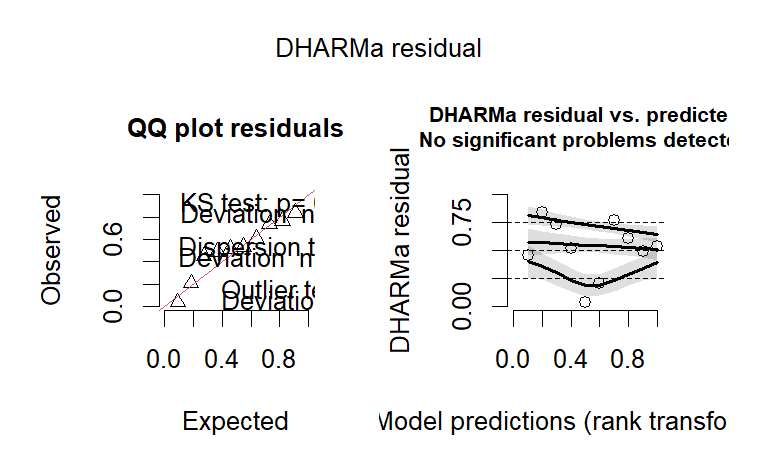 DHARMa residual
QQ plot residuals
Observed
0.0 0.6
KS test: p=
Deviation n
Dispersion t
Deviation n
Outlier te
Deviatio
0.0 0.4 0.8
Expected
DHARMa residual vs. predicte
No significant problems detecte
DHARMa residual
0.00 0.75
0.0 0.4 0.8
Model predictions (rank transfo